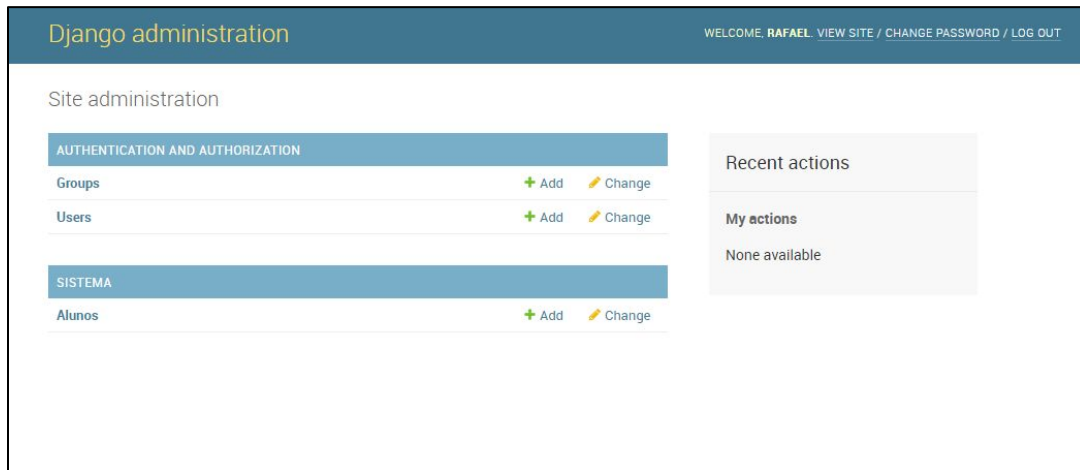 Django administration
WELCOME, RAFAEL. VIEW SITE / CHANGE PASSWORD / LOG OUT
Site administration
AUTHENTICATION AND AUTHORIZATION
Groups + Add Change
Users + Add Change
SISTEMA
Alunos + Add Change
Recent actions
My actions
None available